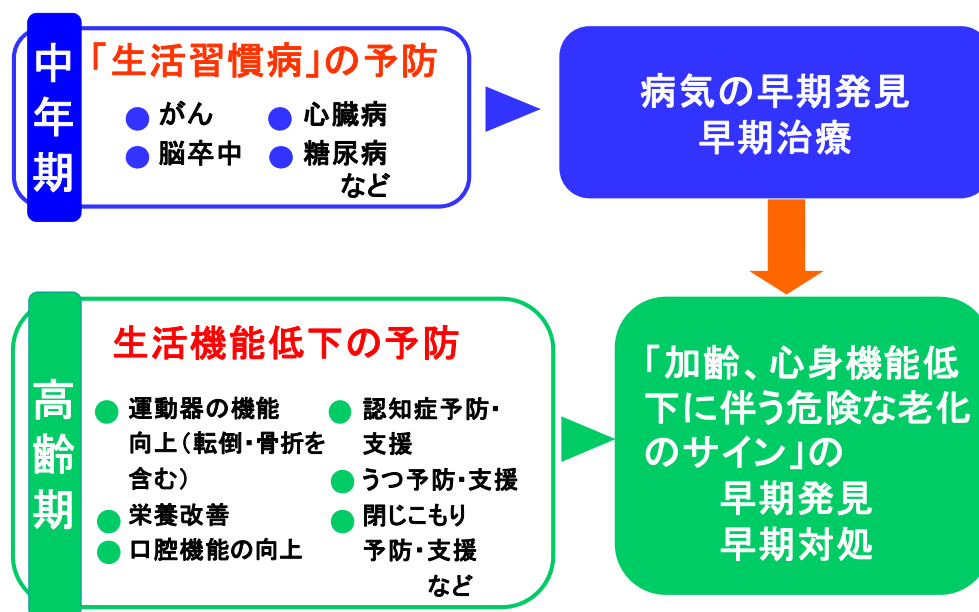 中年期
「生活習慣病」の予防
● がん
● 心臓病
● 脳卒中
● 糖尿病
など
病気の早期発見
早期治療
高齢期
生活機能低下の予防
● 運動器の機能
向上（転倒・骨折を
含む）
● 栄養改善
● 口腔機能の向上
● 認知症予防・
支援
● うつ予防・支援
● 閉じこもり
予防・支援
など
「加齢、心身機能低
下に伴う危険な老化
のサイン」の
早期発見
早期対処